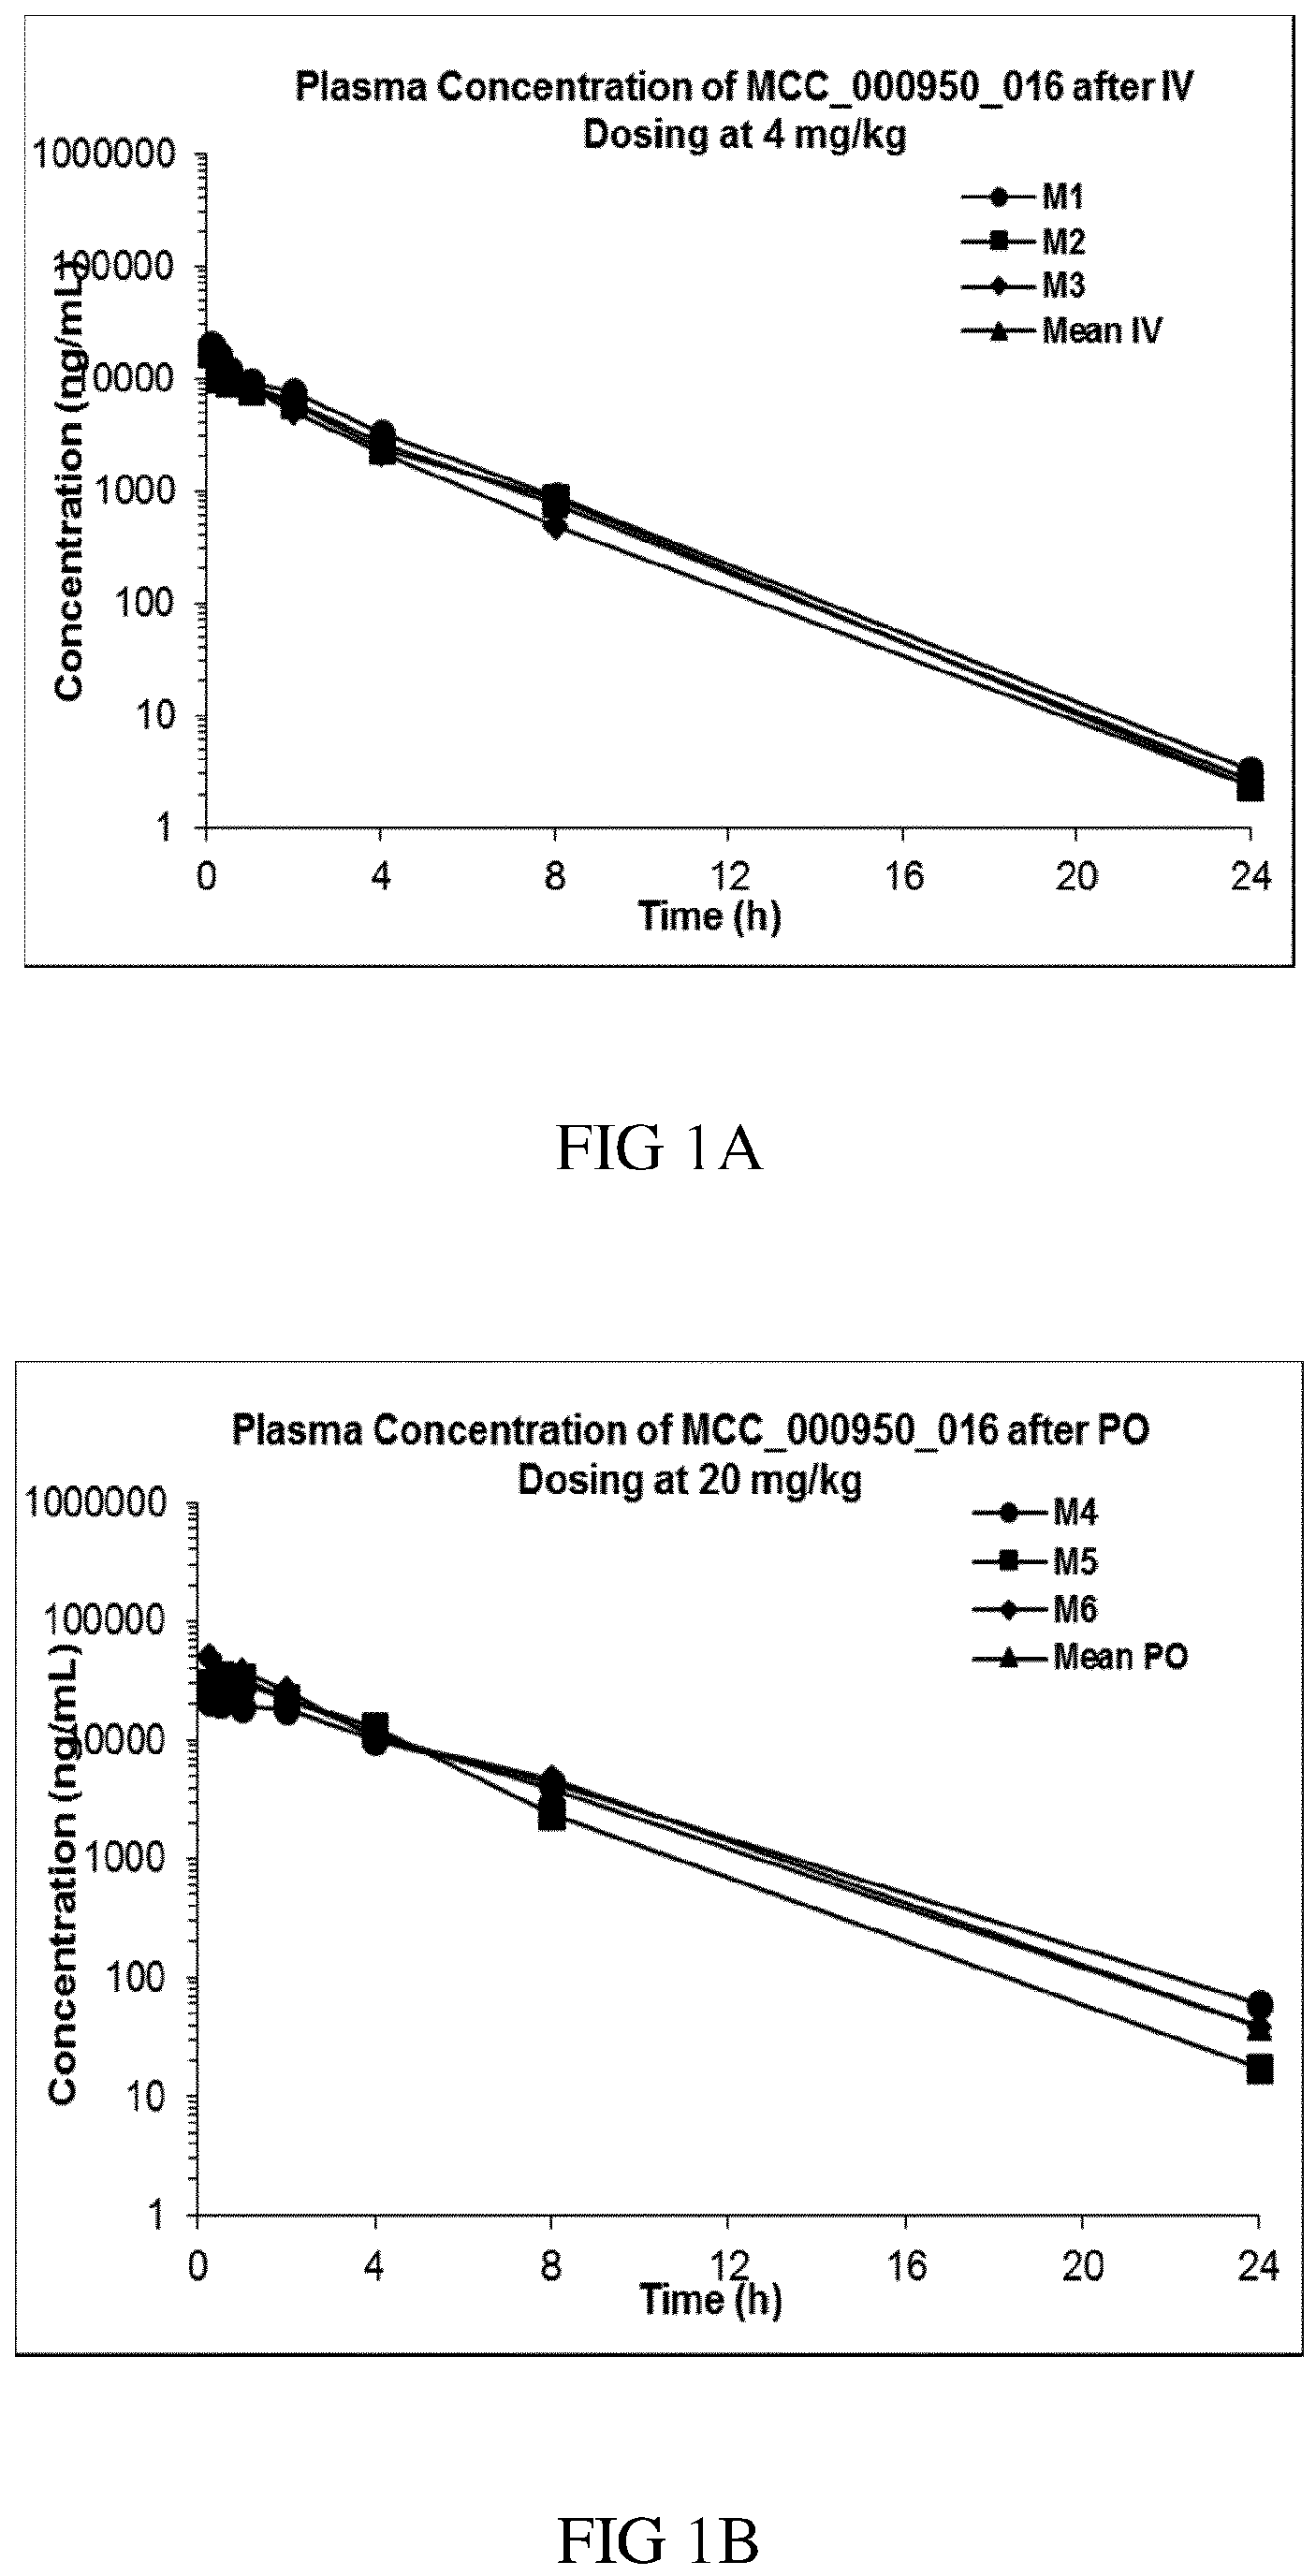 Plasma Concentration of MCC_000950_016 after IV
Dosing at 4 mg/kg
1000000
100000
10000
1000
100
10
1
Concentration (ng/mL)
M1
M2
M3
Mean IV
0 4 8 12 16 20 24
Time (h)
FIG 1A
Plasma Concentration of MCC_000950_016 after PO
Dosing at 20 mg/kg
1000000
100000
10000
1000
100
10
1
Concentration (ng/mL)
M4
M5
M6
Mean PO
0 4 8 12 16 20 24
Time (h)
FIG 1B